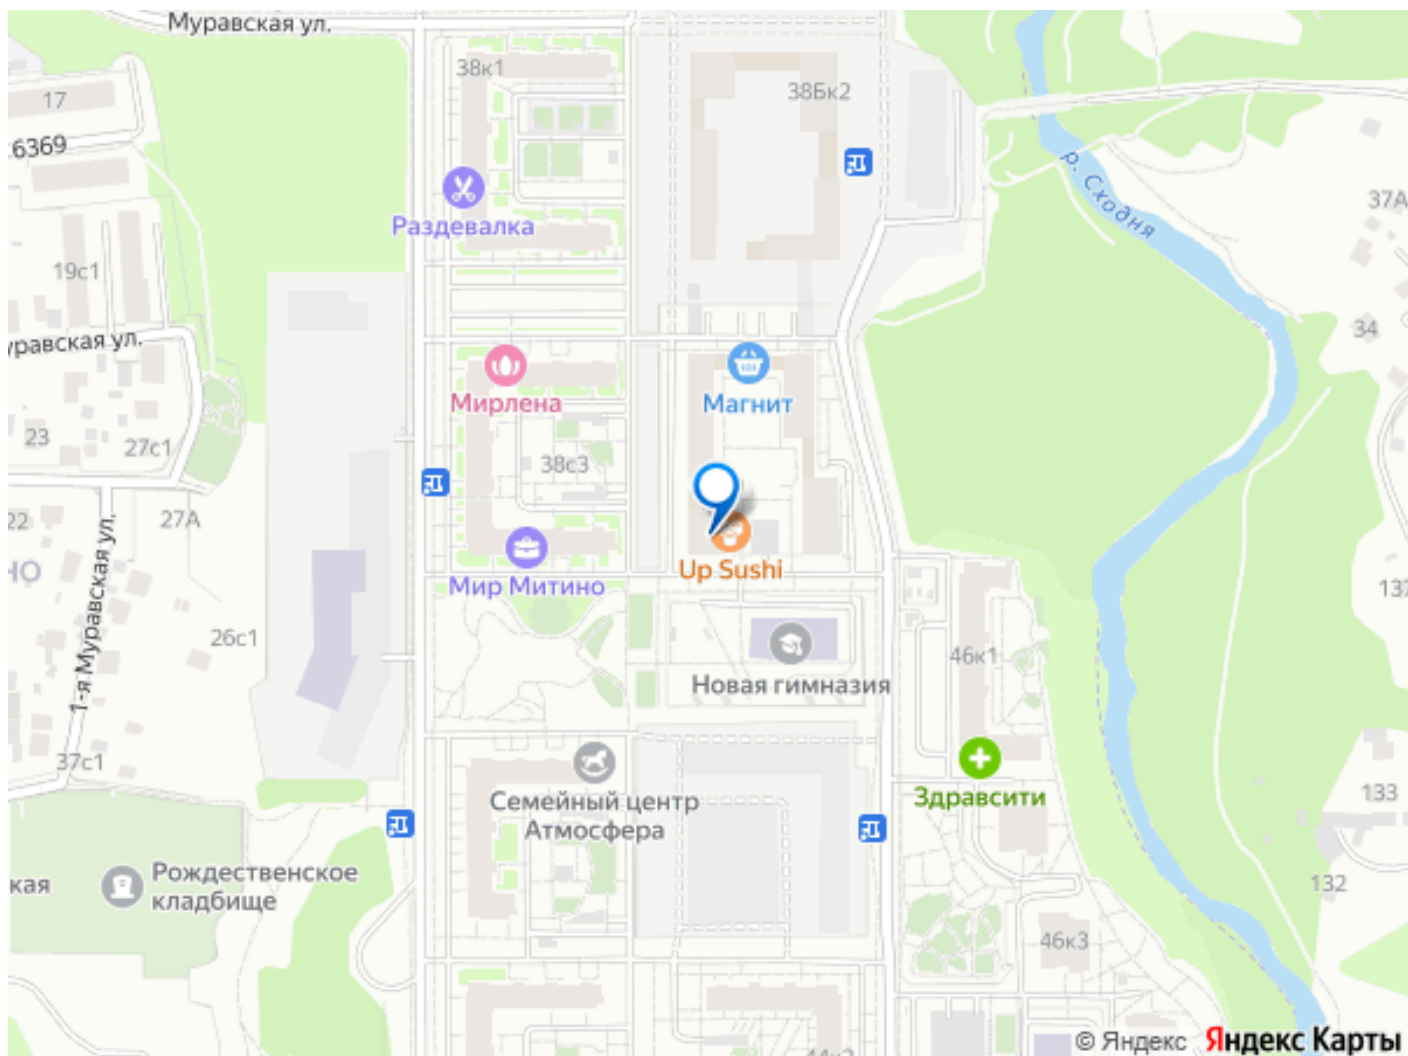 Муравская ул.
38к1
17
38Бк2
6369
р. Сходня
37А
Раздевалка
19с1
34
уравская ул.
Мирлена
Магнит
23
27с1
38с3
22
27А
Up Sushi
Мир Митино
НО
137
1-я Муравская ул.
26с1
46к1
Новая гимназия
37с1
Здравсити
133
Семейный центр
Атмосфера
Рождественское
кладбище
кая
132
46к3
© Яндекс Яндекс Карты